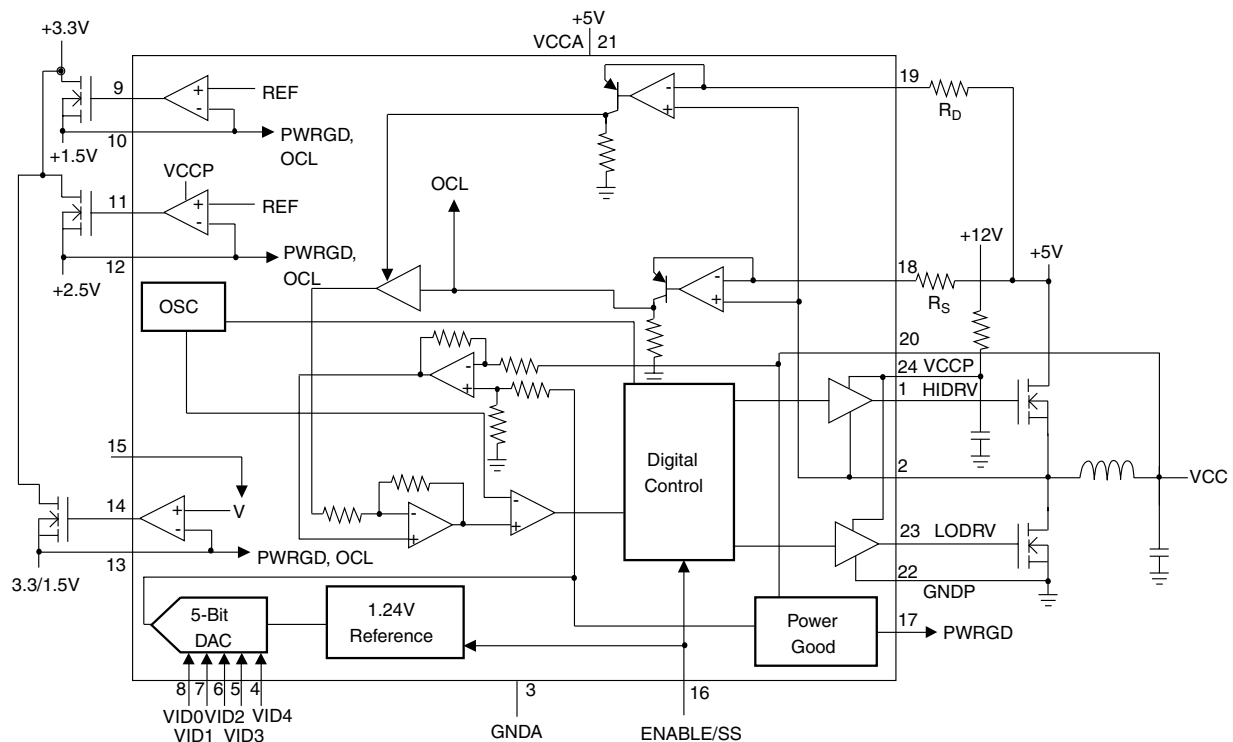 +5V
VCCA 21
+3.3V
9
+
-
REF
10
PWRGD,
OCL
+1.5V
VCCP
11
+
-
REF
12
PWRGD,
OCL
+2.5V
-
+
19
RD
OCL
-
+
18
RS
+12V
+5V
OSC
20
24 VCCP
1 HIDRV
-
+
15
V
14
+
-
13
PWRGD, OCL
3.3/1.5V
Digital
Control
2
VCC
-
+
-
+
23 LODRV
22
GNDP
5-Bit
DAC
1.24V
Reference
Power
Good
17
PWRGD
8 7 6 5 4
VID0 VID2 VID4
VID1 VID3
3
GNDA
16
ENABLE/SS